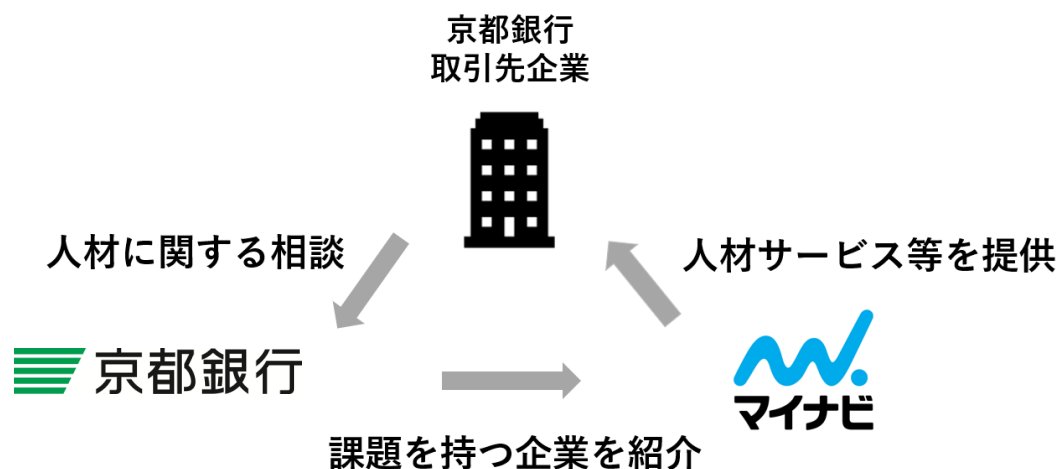 京都銀行
取引先企業
人材に関する相談
人材サービス等を提供
京都銀行
マイナビ
課題を持つ企業を紹介